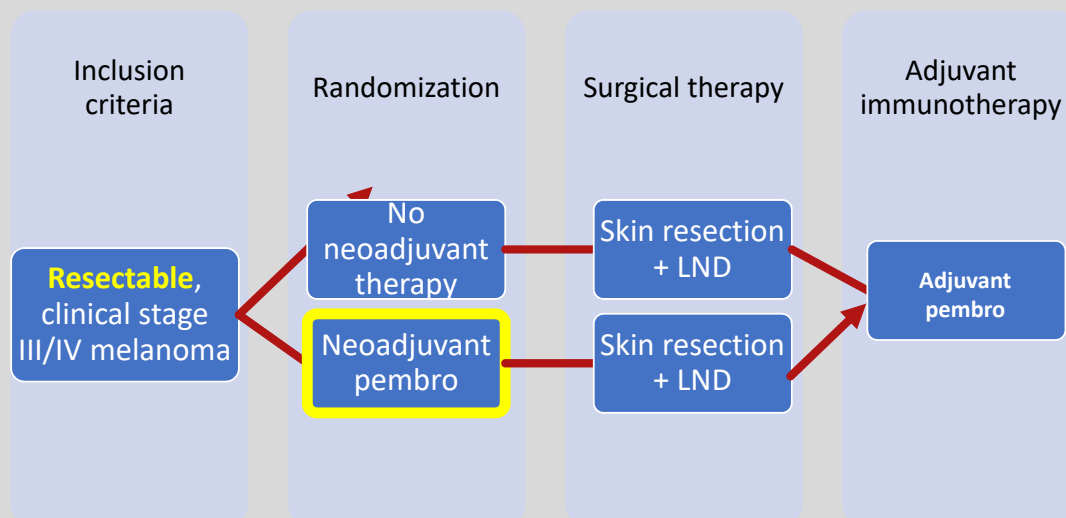 Inclusion
criteria
Randomization
Surgical therapy
Adjuvant
immunotherapy
Resectable,
clinical stage
III/IV melanoma
No
neoadjuvant
therapy
Skin resection
+ LND
Neoadjuvant
pembro
Skin resection
+ LND
Adjuvant
pembro